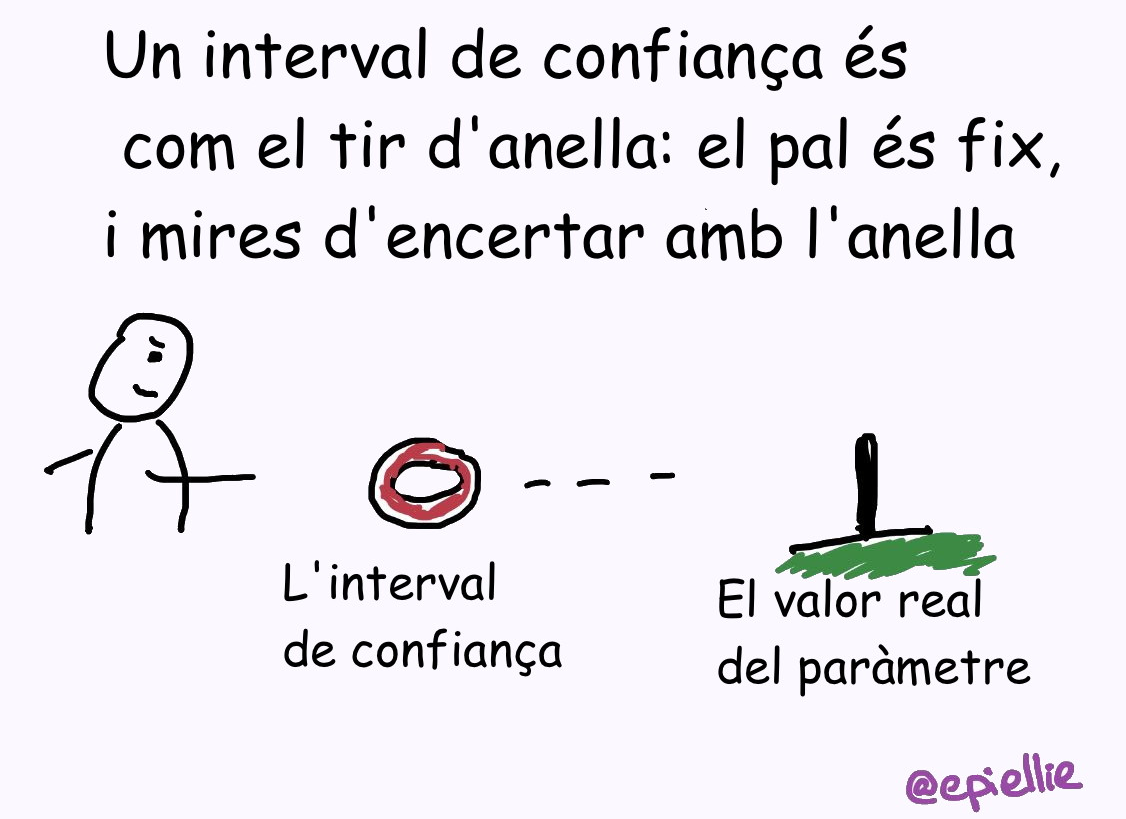 Un interval de confiança és
com el tir d'anella: el pal és fix,
i mires d'encertar amb l'anella
L'interval
de confiança
El valor real
del paràmetre
@epiellie